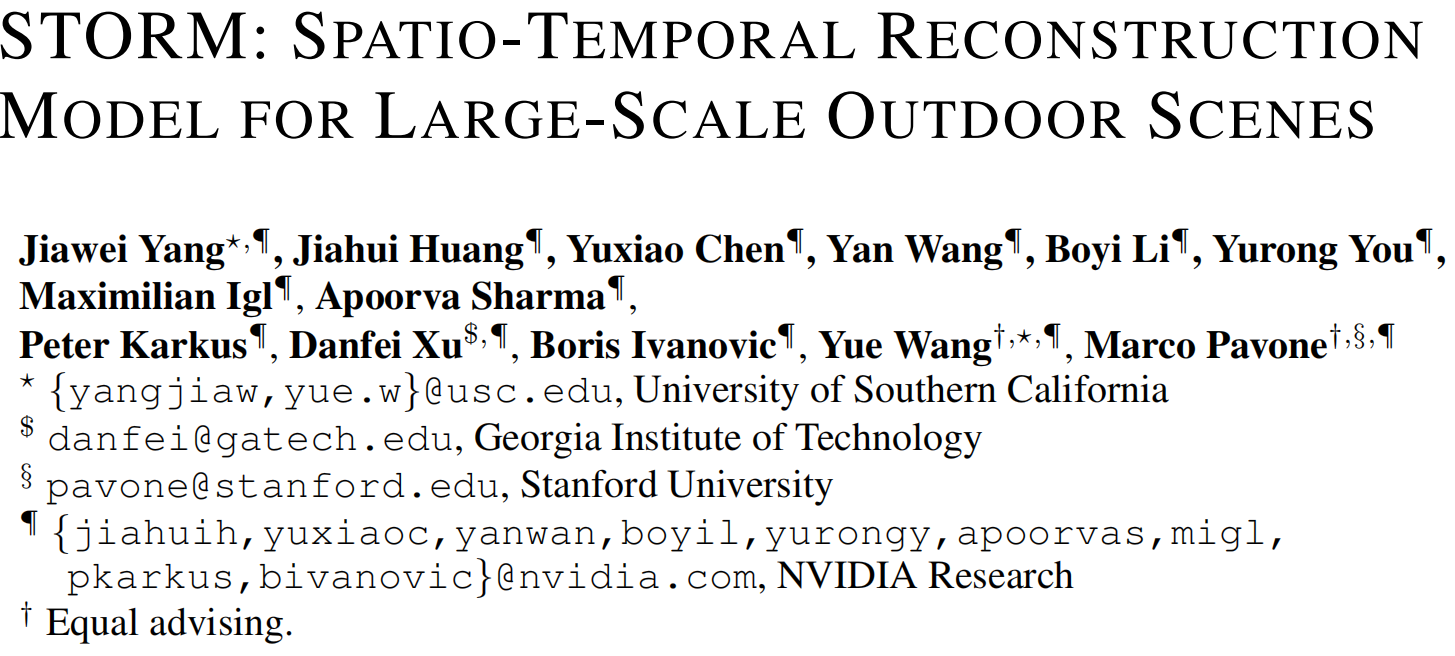 STORM: SPATIO-TEMPORAL RECONSTRUCTION
MODEL FOR LARGE-SCALE OUTDOOR SCENES
Jiawei Yang⋆,¶, Jiahui Huang¶, Yuxiao Chen¶, Yan Wang¶, Boyi Li¶, Yurong You¶,
Maximilian Igl¶, Apoorva Sharma¶,
Peter Karkus¶, Danfei Xu$,¶, Boris Ivanovic¶, Yue Wang†,⋆,¶, Marco Pavone†,§,¶
⋆ {yangjiaw,yue.w}@usc.edu, University of Southern California
$ danfei@gatech.edu, Georgia Institute of Technology
§ pavone@stanford.edu, Stanford University
¶ {jiahuih,yuxiaoc,yanwan,boyil,yurongy,apoorvas,migl,
pkarkus,bivanovic}@nvidia.com, NVIDIA Research
† Equal advising.